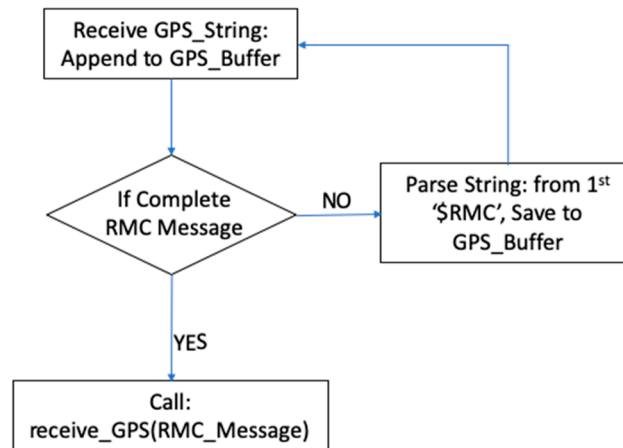 Receive GPS_String:
Append to GPS_Buffer
If Complete
RMC Message
NO
Parse String: from 1st
‘$RMC’, Save to
GPS_Buffer
YES
Call:
receive_GPS(RMC_Message)